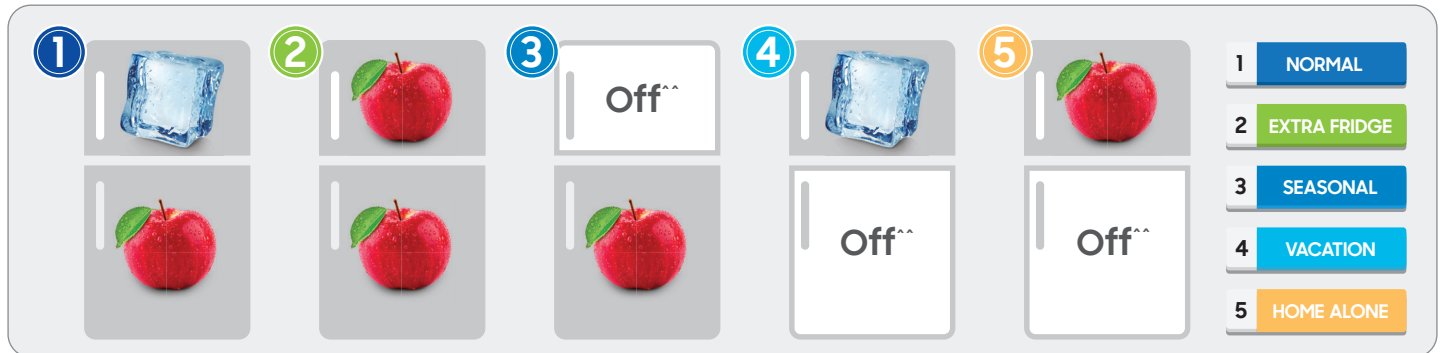 1
2
3
4
5
Off^^
Off^^
Off^^
1 NORMAL
2 EXTRA FRIDGE
3 SEASONAL
4 VACATION
5 HOME ALONE